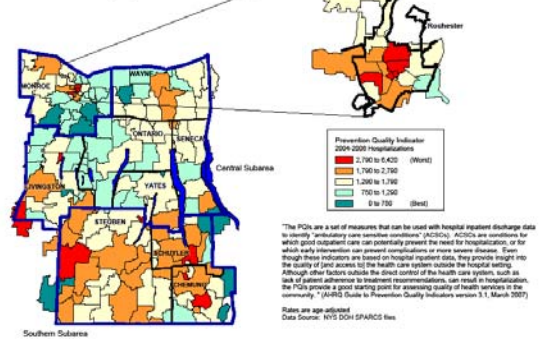 Rochester
WAYNE
MONROE
ONTARIO
SENECA
Central Subarea
LIVINGSTON
YATES
STEUBEN
SCHUYLER
CHEMUNG
Southern Subarea
Prevention Quality Indicator
2004-2006 Hospitalizations
2,790 to 6,420 (Worst)
1,790 to 2,790
1,290 to 1,790
750 to 1,290
0 to 750 (Best)
"The PQIs are a set of measures that can be used with hospital inpatient discharge data
to identify "ambulatory care sensitive conditions" (ACSCs). ACSCs are conditions for
which good outpatient care can potentially prevent the need for hospitalization, or for
which early intervention can prevent complications or more severe disease. Even
though these indicators are based on hospital inpatient data, they provide insight into
the quality of [and access to] the health care system outside the hospital setting.
Although other factors outside the direct control of the health care system, such as
lack of patient adherence to treatment recommendations, can result in hospitalization,
the PQIs provide a good starting point for assessing quality of health services in the
community. " (AHRQ Guide to Prevention Quality Indicators version 3.1, March 2007)
Rates are age-adjusted
Data Source: NYS DOH SPARCS files